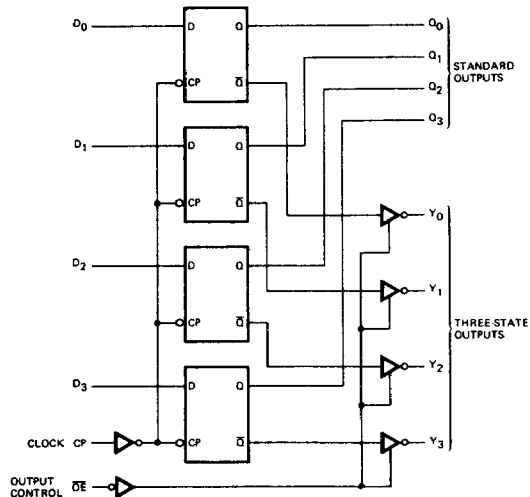 D0 D Q Q0
Q1
STANDARD
OUTPUTS
CP Q̅ Q2
Q3
D1 D Q
CP Q̅ Y0
D2 D Q Y1
THREE-STATE
OUTPUTS
CP Q̅ Y2
D3 D Q
CLOCK CP CP Q̅ Y3
OUTPUT
CONTROL O̅E̅